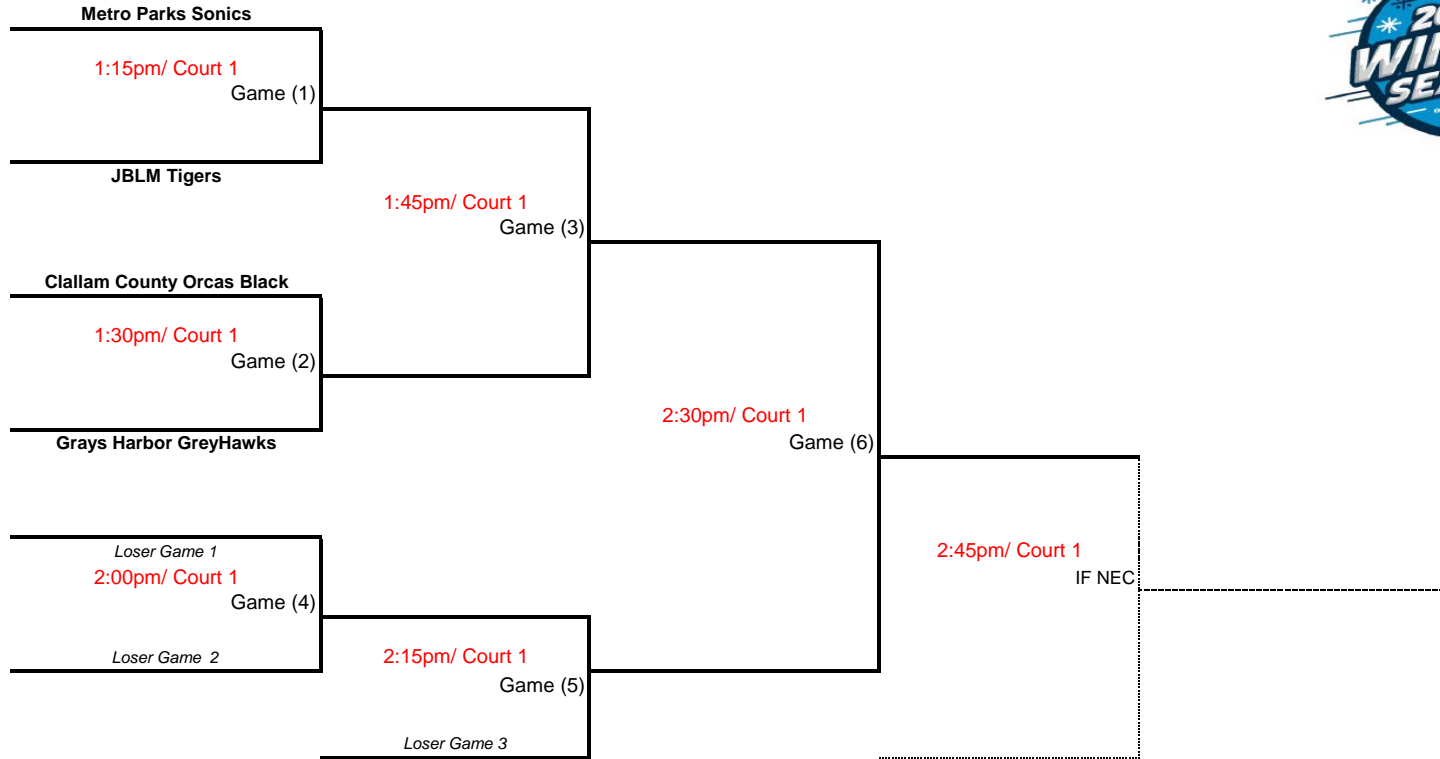 Metro Parks Sonics
1:15pm/ Court 1
Game (1)
JBLM Tigers
1:45pm/ Court 1
Game (3)
Clallam County Orcas Black
1:30pm/ Court 1
Game (2)
Grays Harbor GreyHawks
2:30pm/ Court 1
Game (6)
Loser Game 1
2:00pm/ Court 1
Game (4)
Loser Game 2
2:15pm/ Court 1
Game (5)
Loser Game 3
2:45pm/ Court 1
IF NEC